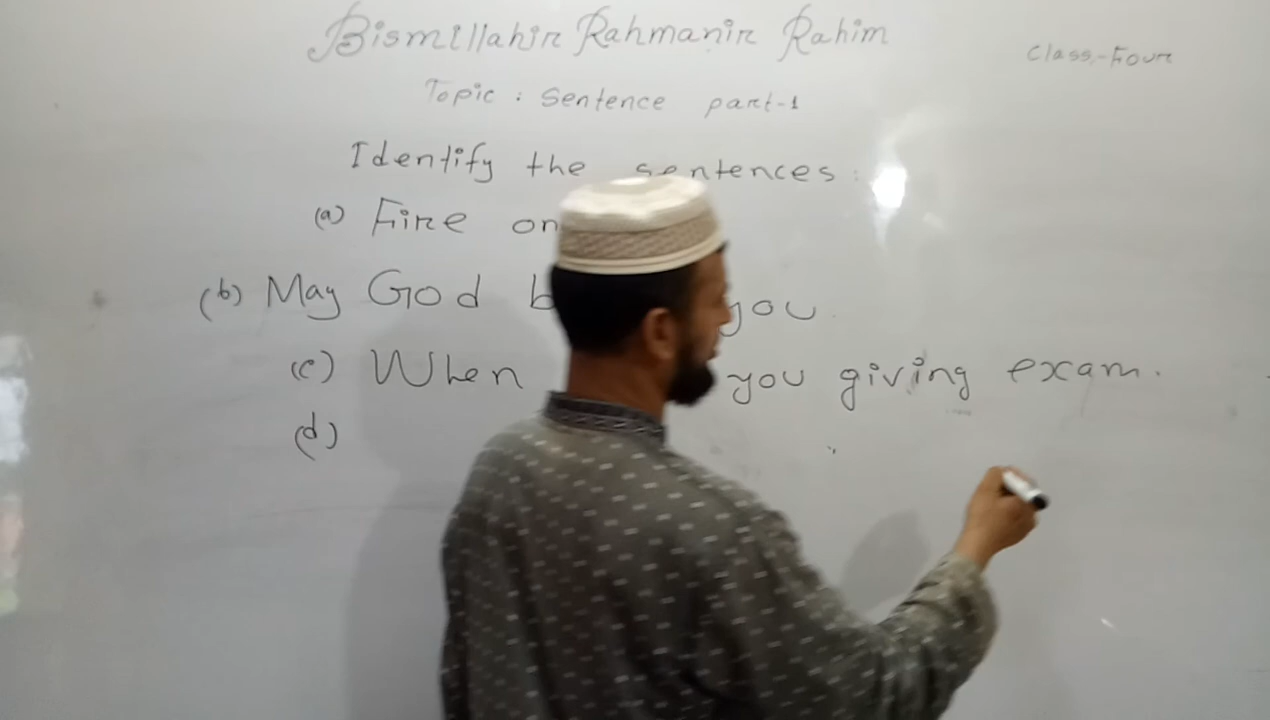 Bismillahir Rahmanir Rahim
Class-Four
Topic : Sentence part-1
Identify the sentences:
(a) Fire on
(b) May God b you.
(c) When you giving exam.
(d)